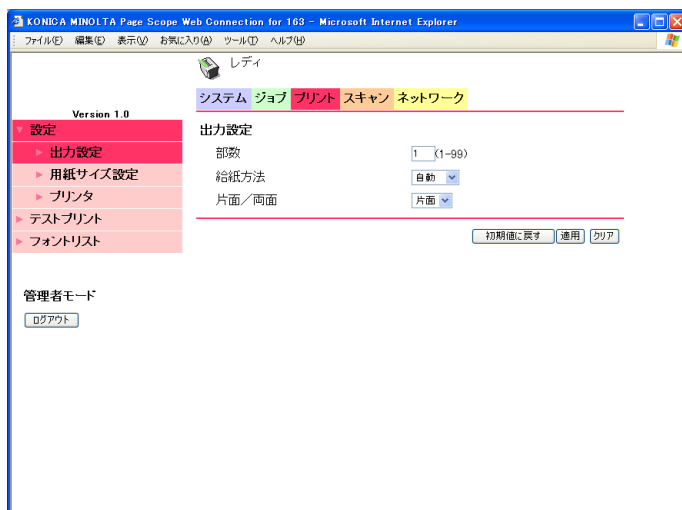 KONICA MINOLTA Page Scope Web Connection for 163 - Microsoft Internet Explorer
ファイル(F) 編集(E) 表示(V) お気に入り(A) ツール(T) ヘルプ(H)
レディ
システム ジョブ プリント スキャン ネットワーク
Version 1.0
設定
出力設定
用紙サイズ設定
プリンタ
テストプリント
フォントリスト
管理者モード
ログアウト
出力設定
部数 1 (1-99)
給紙方法 自動
片面／両面 片面
初期値に戻す 適用 クリア